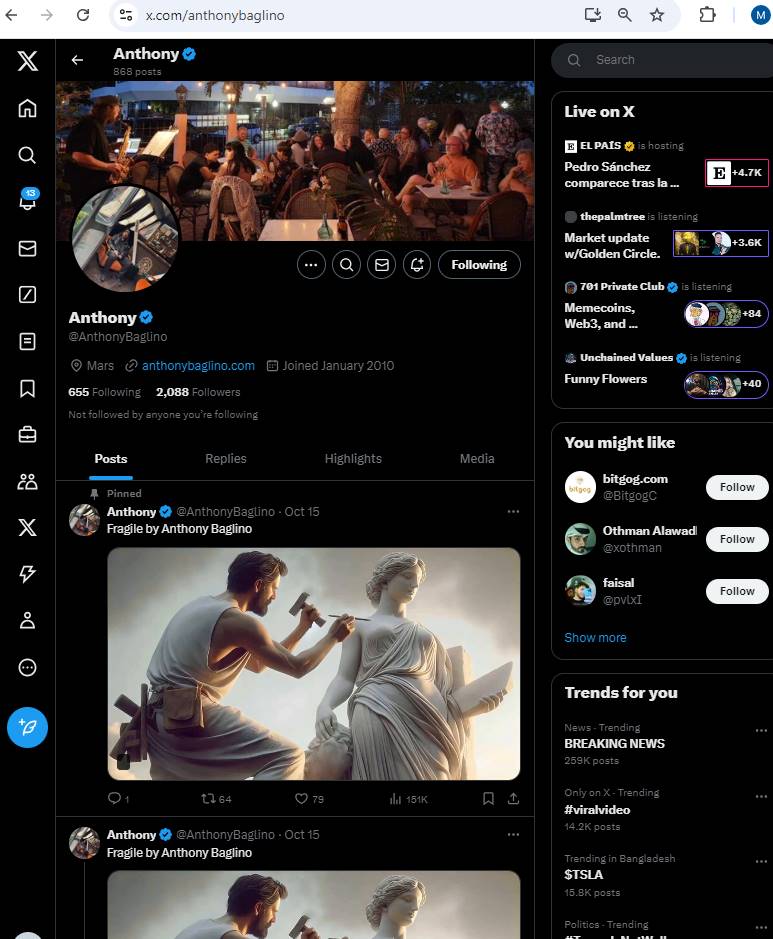 x.com/anthonybaglino
M
Anthony
868 posts
13
Following
Anthony
@AnthonyBaglino
Mars anthonybaglino.com Joined January 2010
655 Following 2,088 Followers
Not followed by anyone you're following
Posts Replies Highlights Media
Pinned
Anthony @AnthonyBaglino · Oct 15
Fragile by Anthony Baglino
1 64 79 151K
Anthony @AnthonyBaglino · Oct 15
Fragile by Anthony Baglino
Search
Live on X
E EL PAÍS is hosting
Pedro Sánchez
comparece tras la ...
E +4.7K
thepalmtree is listening
Market update
w/Golden Circle.
+3.6K
701 Private Club is listening
Memecoins,
Web3, and ...
+84
Unchained Values is listening
Funny Flowers
+40
You might like
bitgog
bitgog.com
@BitgogC
Follow
Othman Alawad
@xothman
Follow
faisal
@pvlxI
Follow
Show more
Trends for you
News · Trending
BREAKING NEWS
259K posts
Only on X · Trending
#viralvideo
14.2K posts
Trending in Bangladesh
$TSLA
15.8K posts
Politics · Trending